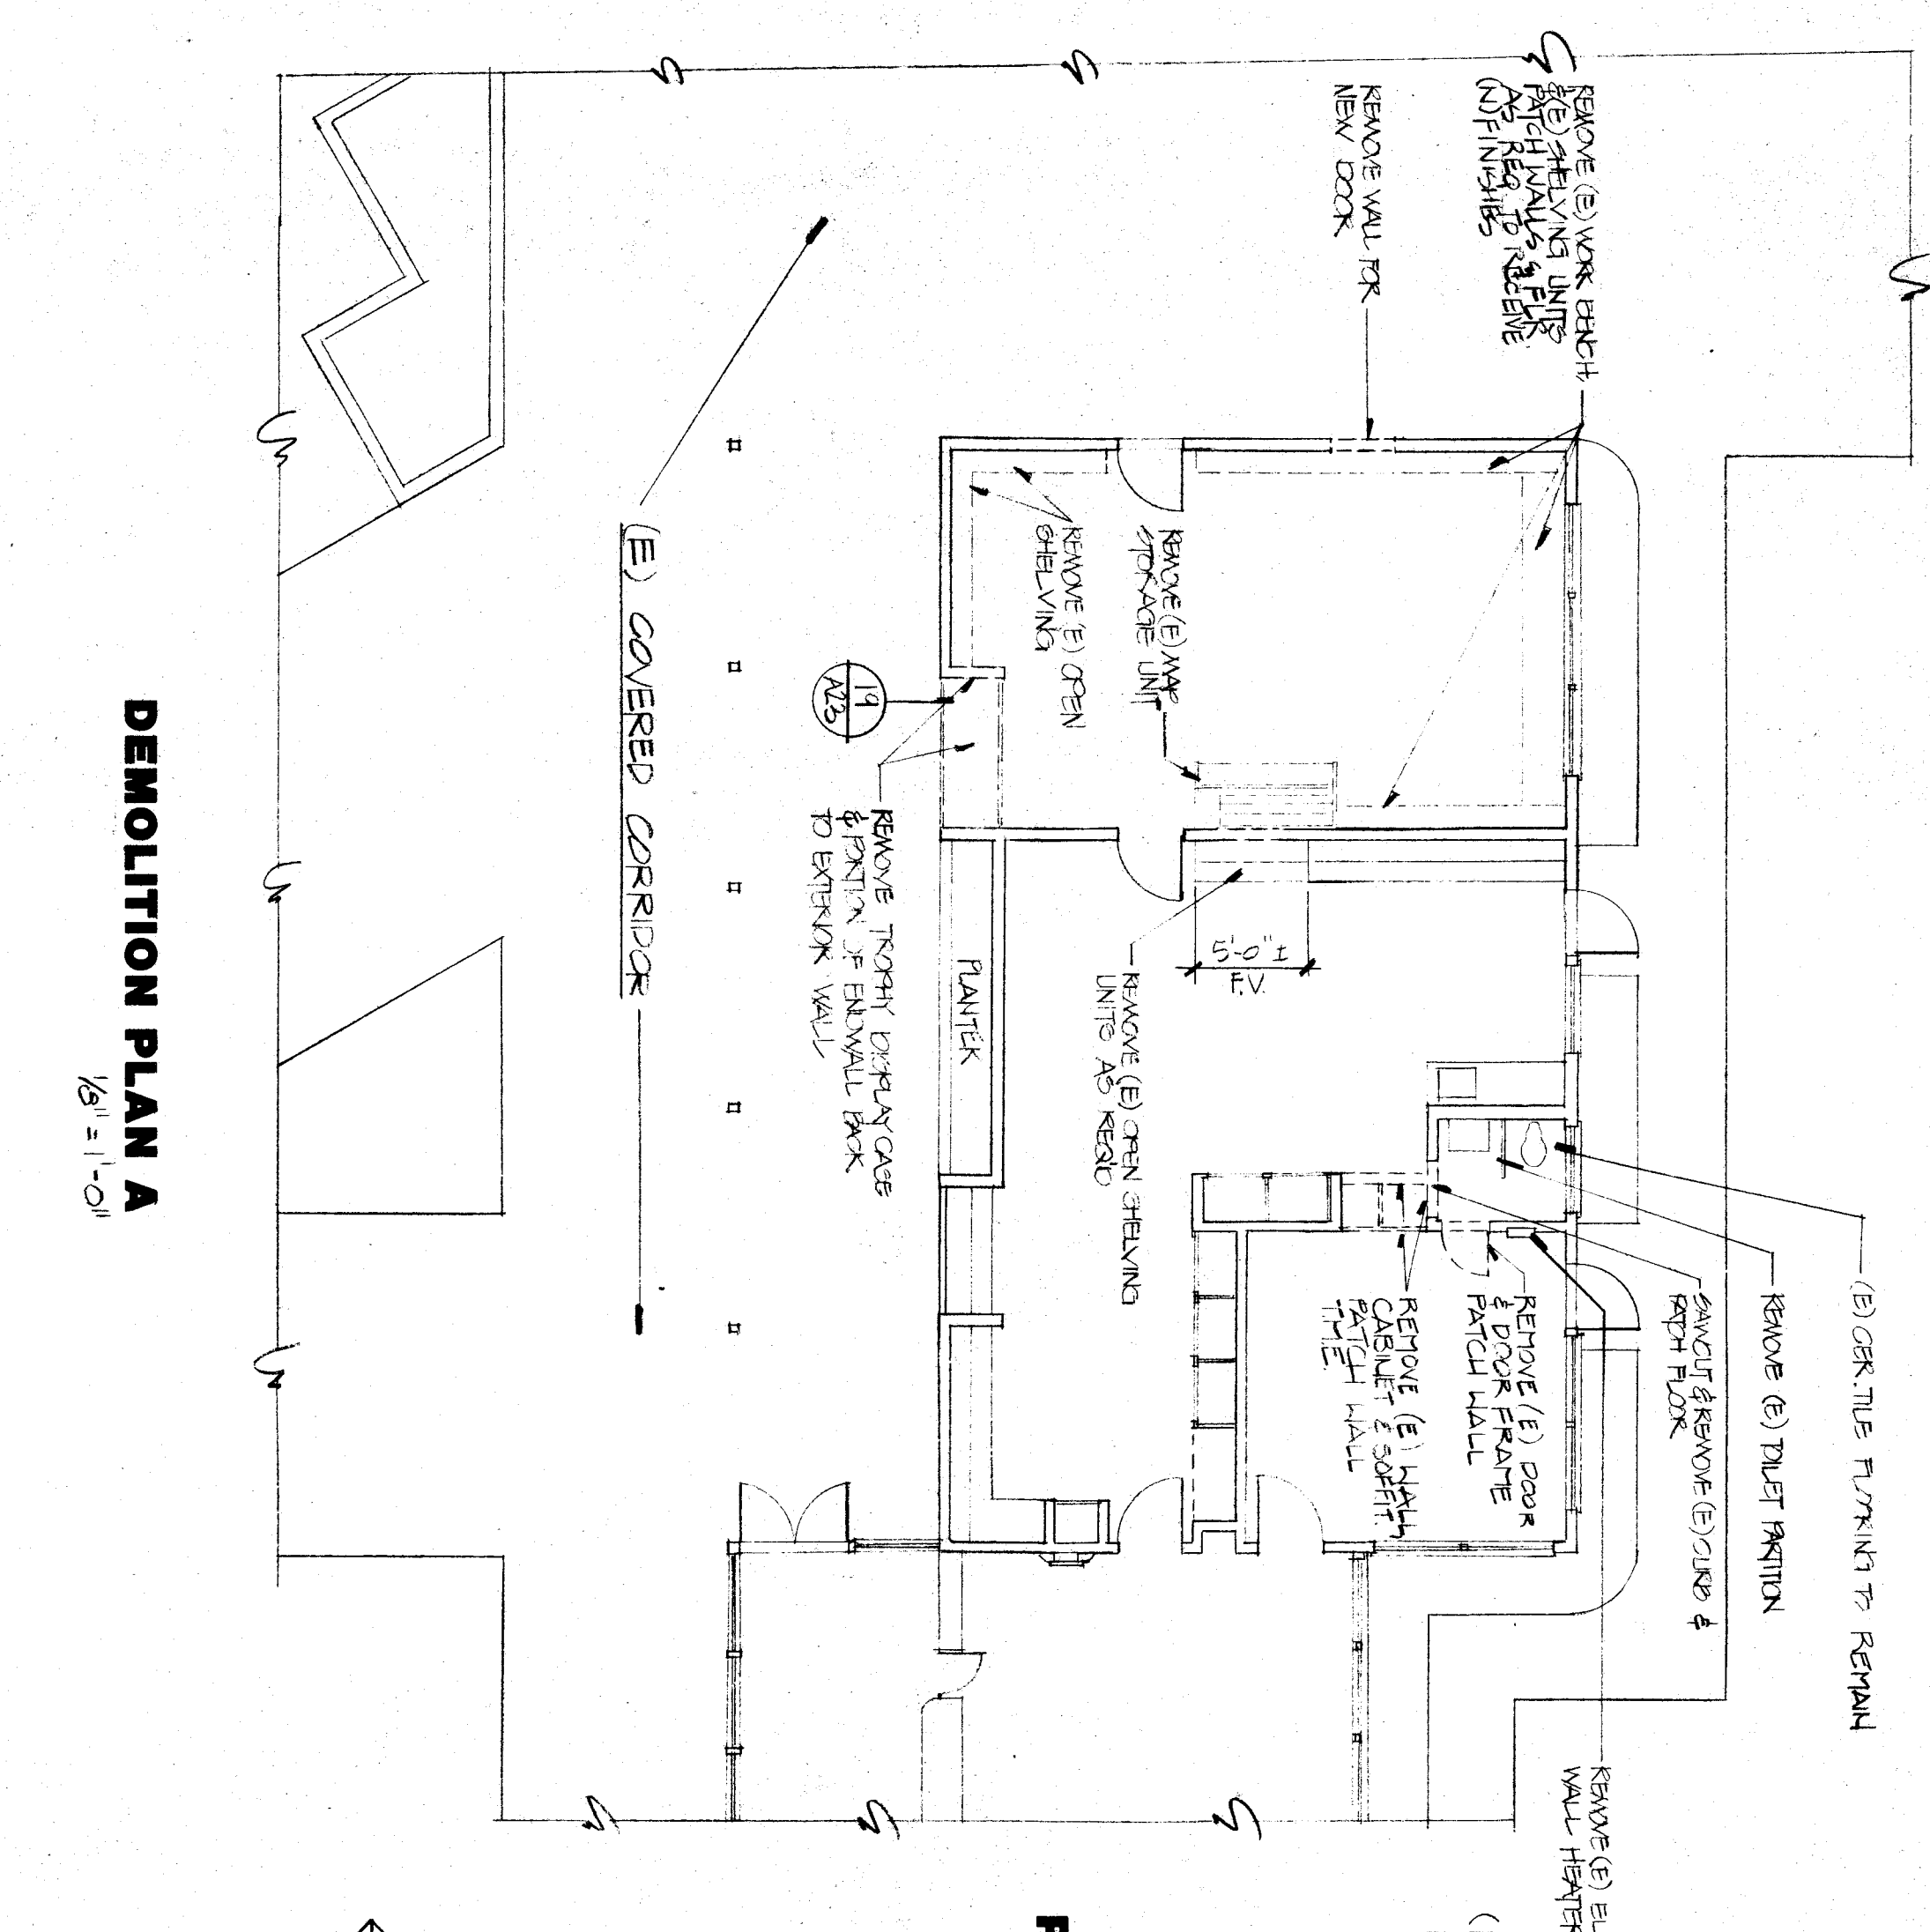 REMOVE (E) WORK BENCH,
& (E) SHELVING UNITS
PATCH WALLS & FLR
AS REQ. TO RECEIVE
(N) FINISHES
REMOVE WALL FOR
NEW DOOR
REMOVE (E) MAP
STORAGE UNIT
REMOVE (E) OPEN
SHELVING
19
A2.3
REMOVE TROPHY DISPLAY CASE
& PORTION OF ENDWALL BACK
TO EXTERIOR WALL
(E) COVERED CORRIDOR
PLANTER
5'-0" ±
F.V.
REMOVE (E) OPEN SHELVING
UNITS AS REQ'D
(E) CER. TILE FLOORING TO REMAIN
REMOVE (E) TOILET PARTITION
SAWCUT & REMOVE (E) CURB &
PATCH FLOOR
REMOVE (E) DOOR
& DOOR FRAME
PATCH WALL
REMOVE (E) WALL
CABINET & SOFFIT.
PATCH WALL
REMOVE (E) EL
WALL HEATER
DEMOLITION PLAN A
1/8" = 1'-0"